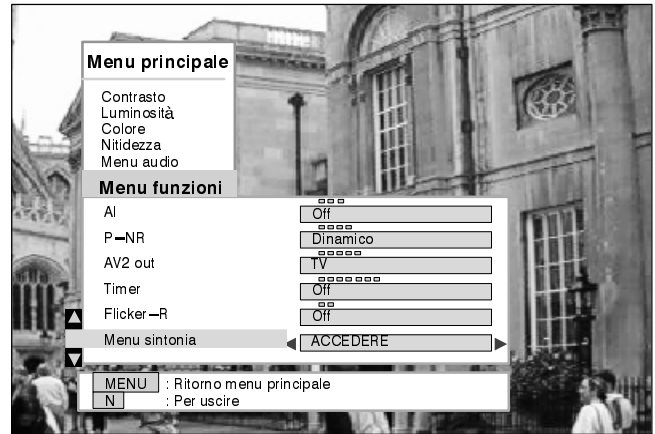 Menu principale
Contrasto
Luminosità
Colore
Nitidezza
Menu audio
Menu funzioni
AI Off
P–NR Dinamico
AV2 out TV
Timer Off
Flicker–R Off
Menu sintonia ACCEDERE
MENU : Ritorno menu principale
N : Per uscire